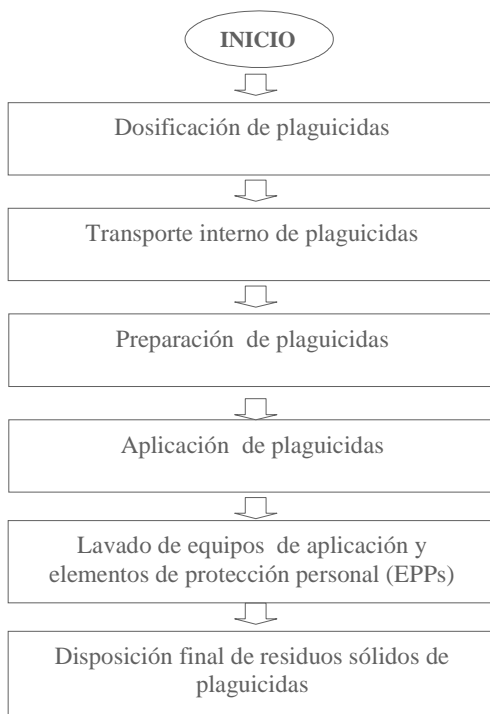 INICIO
Dosificación de plaguicidas
Transporte interno de plaguicidas
Preparación de plaguicidas
Aplicación de plaguicidas
Lavado de equipos de aplicación y
elementos de protección personal (EPPs)
Disposición final de residuos sólidos de
plaguicidas